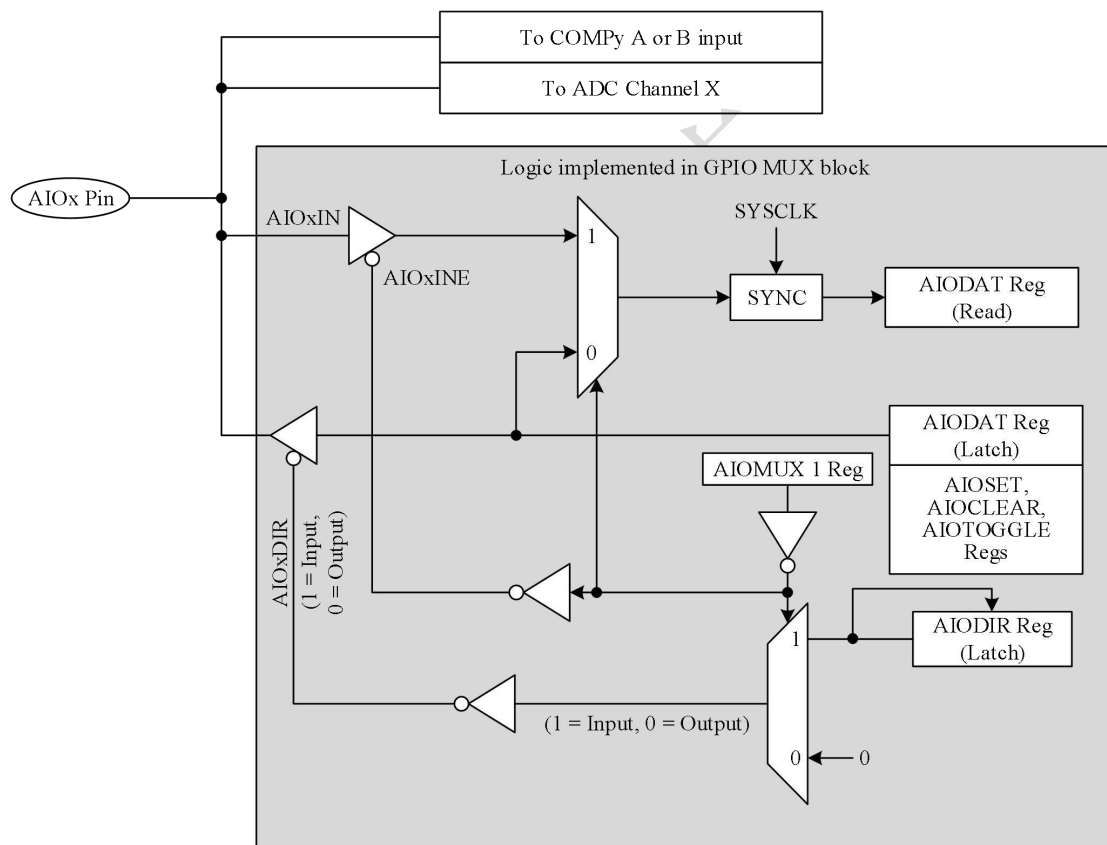 To COMPy A or B input
To ADC Channel X
Logic implemented in GPIO MUX block
AIOx Pin
AIOxIN
SYSCLK
1
AIOxINE
SYNC
AIODAT Reg
(Read)
0
AIODAT Reg
(Latch)
AIOMUX 1 Reg
AIOSET,
AIOCLEAR,
AIOTOGGLE
Regs
AIOxDIR
(1 = Input,
0 = Output)
1
AIODIR Reg
(Latch)
(1 = Input, 0 = Output)
0
0